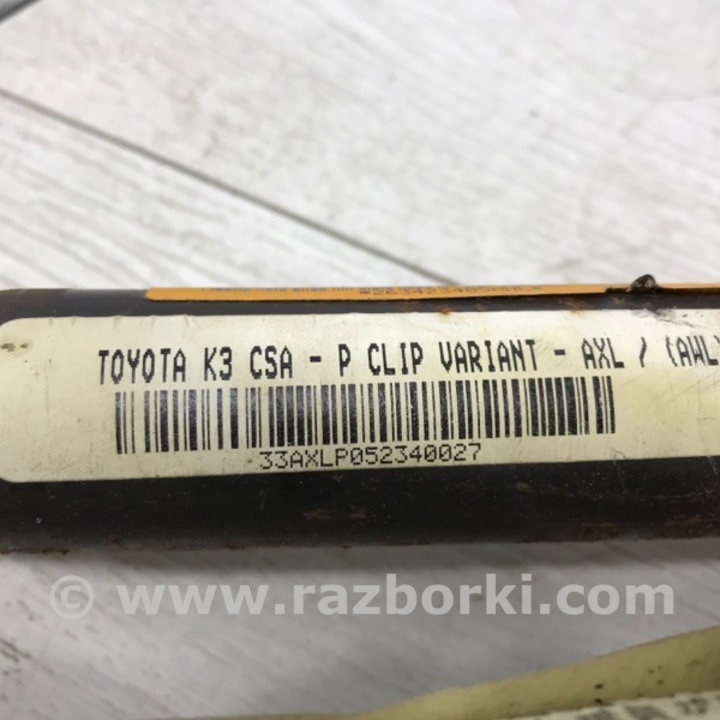 TOYOTA K3 CSA - P CLIP VARIANT - AXL / (AWL)
33AXLP052340027
© www.razborki.com /